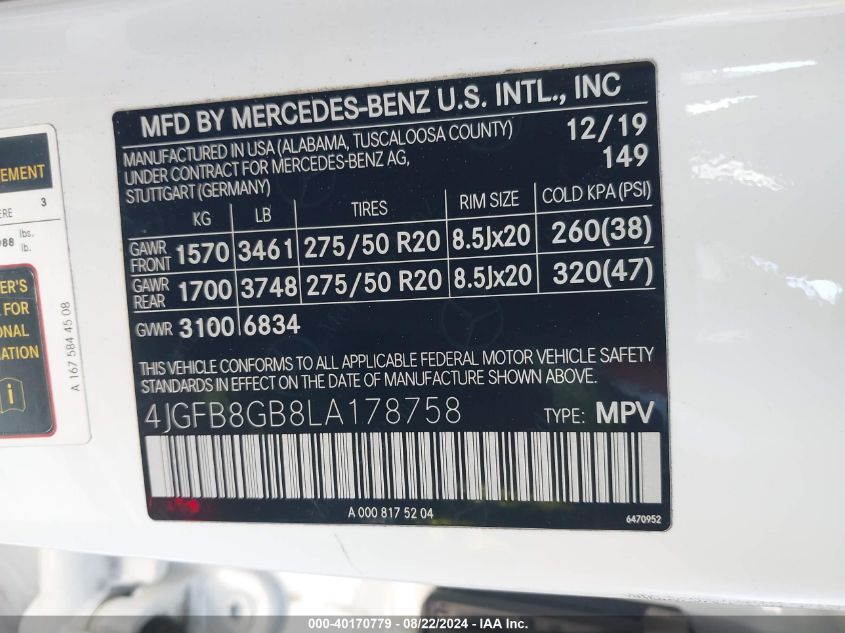 MFD BY MERCEDES-BENZ U.S. INTL., INC
MANUFACTURED IN USA (ALABAMA, TUSCALOOSA COUNTY) 12/19
UNDER CONTRACT FOR MERCEDES-BENZ AG, 149
STUTTGART (GERMANY)
KG LB TIRES RIM SIZE COLD KPA (PSI)
GAWR FRONT 1570 3461 275/50 R20 8.5Jx20 260(38)
GAWR REAR 1700 3748 275/50 R20 8.5Jx20 320(47)
GVWR 3100 6834
THIS VEHICLE CONFORMS TO ALL APPLICABLE FEDERAL MOTOR VEHICLE SAFETY
STANDARDS IN EFFECT ON THE DATE OF MANUFACTURE SHOWN ABOVE.
4JGFB8GB8LA178758 TYPE: MPV
A 000 817 52 04
6470952
3
988 lbs.
lb.
FOR
A 167 584 45 08
i
000-40170779 - 08/22/2024 - IAA Inc.